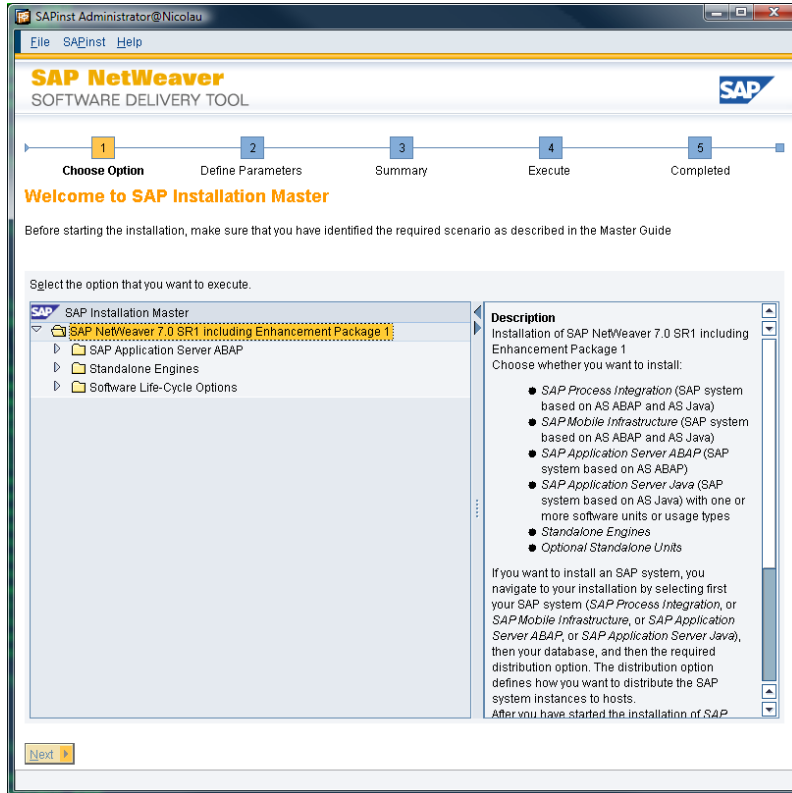 SAPinst Administrator@Nicolau
File SAPinst Help
SAP NetWeaver
SOFTWARE DELIVERY TOOL
SAP
1 2 3 4 5
Choose Option Define Parameters Summary Execute Completed
Welcome to SAP Installation Master
Before starting the installation, make sure that you have identified the required scenario as described in the Master Guide
Select the option that you want to execute.
SAP SAP Installation Master
SAP NetWeaver 7.0 SR1 including Enhancement Package 1
SAP Application Server ABAP
Standalone Engines
Software Life-Cycle Options
Description
Installation of SAP NetWeaver 7.0 SR1 including
Enhancement Package 1
Choose whether you want to install:
● SAP Process Integration (SAP system
based on AS ABAP and AS Java)
● SAP Mobile Infrastructure (SAP system
based on AS ABAP and AS Java)
● SAP Application Server ABAP (SAP
system based on AS ABAP)
● SAP Application Server Java (SAP
system based on AS Java) with one or
more software units or usage types
● Standalone Engines
● Optional Standalone Units
If you want to install an SAP system, you
navigate to your installation by selecting first
your SAP system (SAP Process Integration, or
SAP Mobile Infrastructure, or SAP Application
Server ABAP, or SAP Application Server Java),
then your database, and then the required
distribution option. The distribution option
defines how you want to distribute the SAP
system instances to hosts.
After you have started the installation of SAP
Next